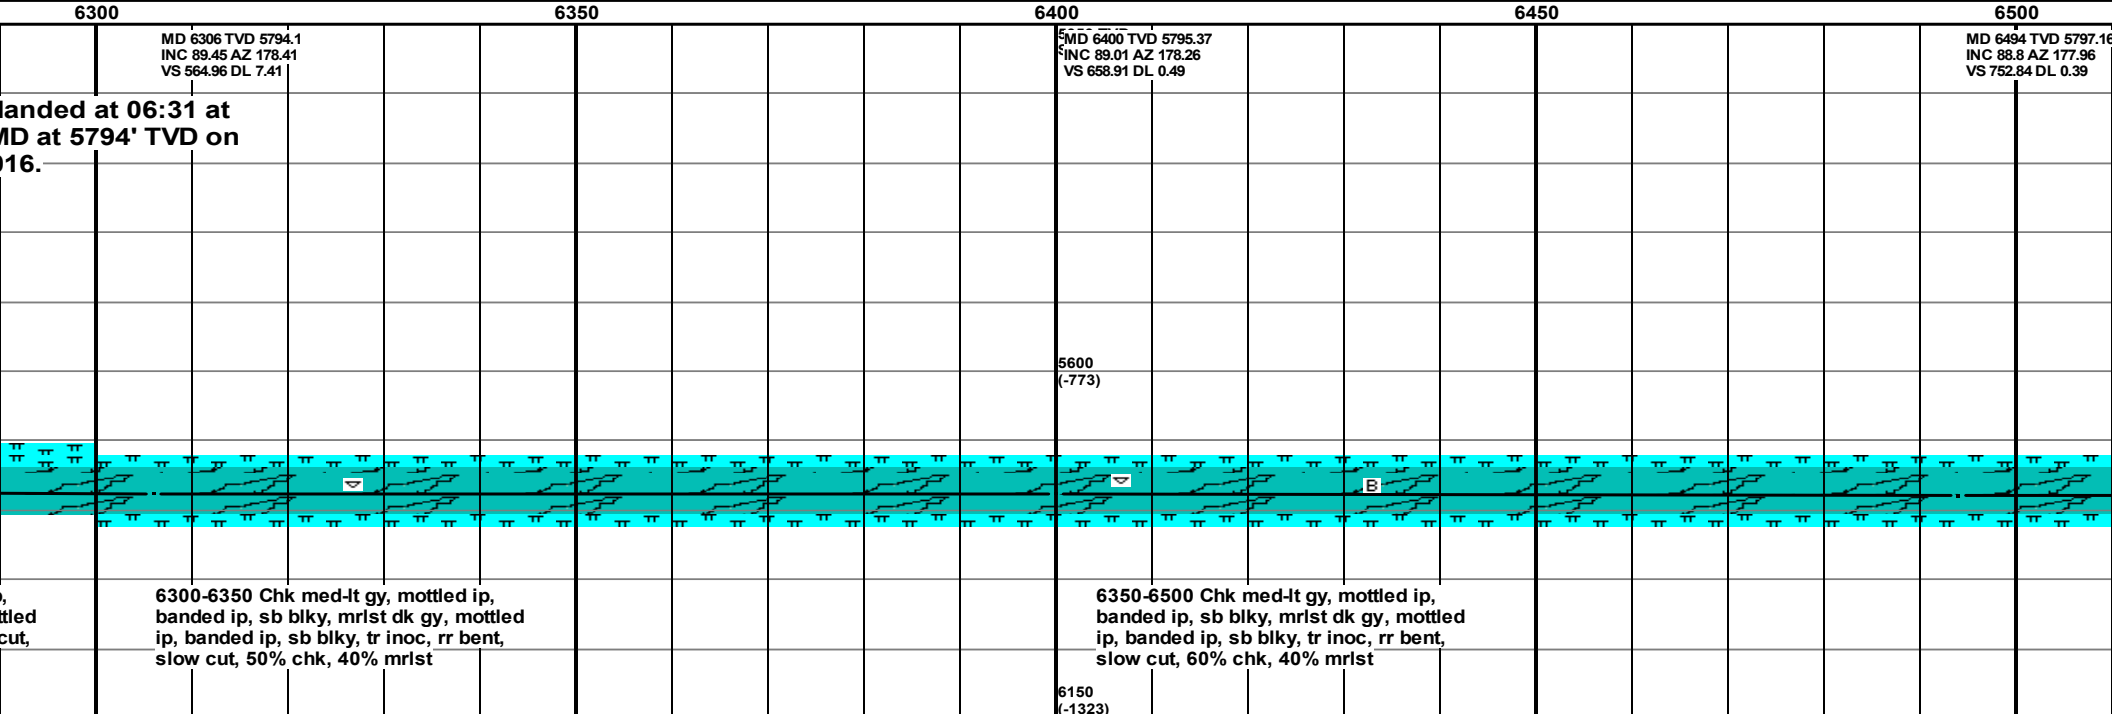 6300 6350 6400 6450 6500
MD 6306 TVD 5794.1
INC 89.45 AZ 178.41
VS 564.96 DL 7.41
MD 6400 TVD 5795.37
INC 89.01 AZ 178.26
VS 658.91 DL 0.49
MD 6494 TVD 5797.16
INC 88.8 AZ 177.96
VS 752.84 DL 0.39
landed at 06:31 at
MD at 5794' TVD on
016.
5600
(-773)
B
ttled
cut,
6300-6350 Chk med-lt gy, mottled ip,
banded ip, sb blky, mrlst dk gy, mottled
ip, banded ip, sb blky, tr inoc, rr bent,
slow cut, 50% chk, 40% mrlst
6350-6500 Chk med-lt gy, mottled ip,
banded ip, sb blky, mrlst dk gy, mottled
ip, banded ip, sb blky, tr inoc, rr bent,
slow cut, 60% chk, 40% mrlst
6150
(-1323)